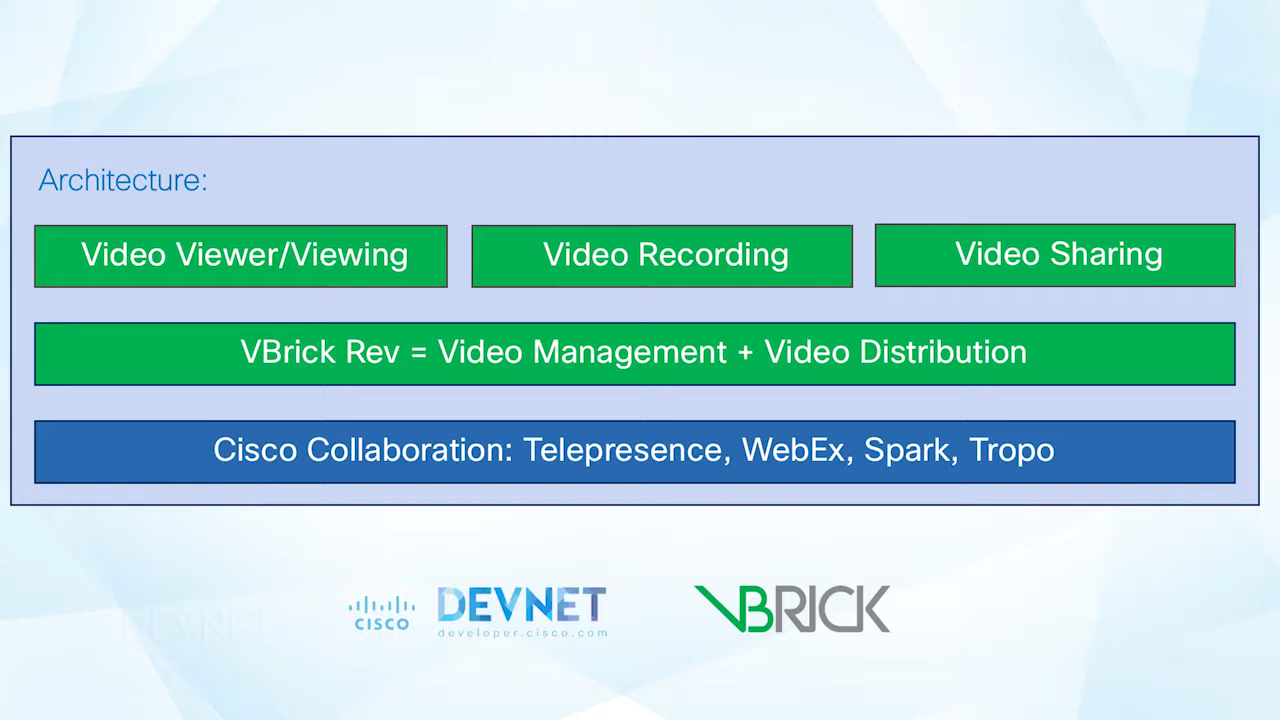 Architecture:
Video Viewer/Viewing
Video Recording
Video Sharing
VBrick Rev = Video Management + Video Distribution
Cisco Collaboration: Telepresence, WebEx, Spark, Tropo
CISCO
DEVNET
developer.cisco.com
VBRICK